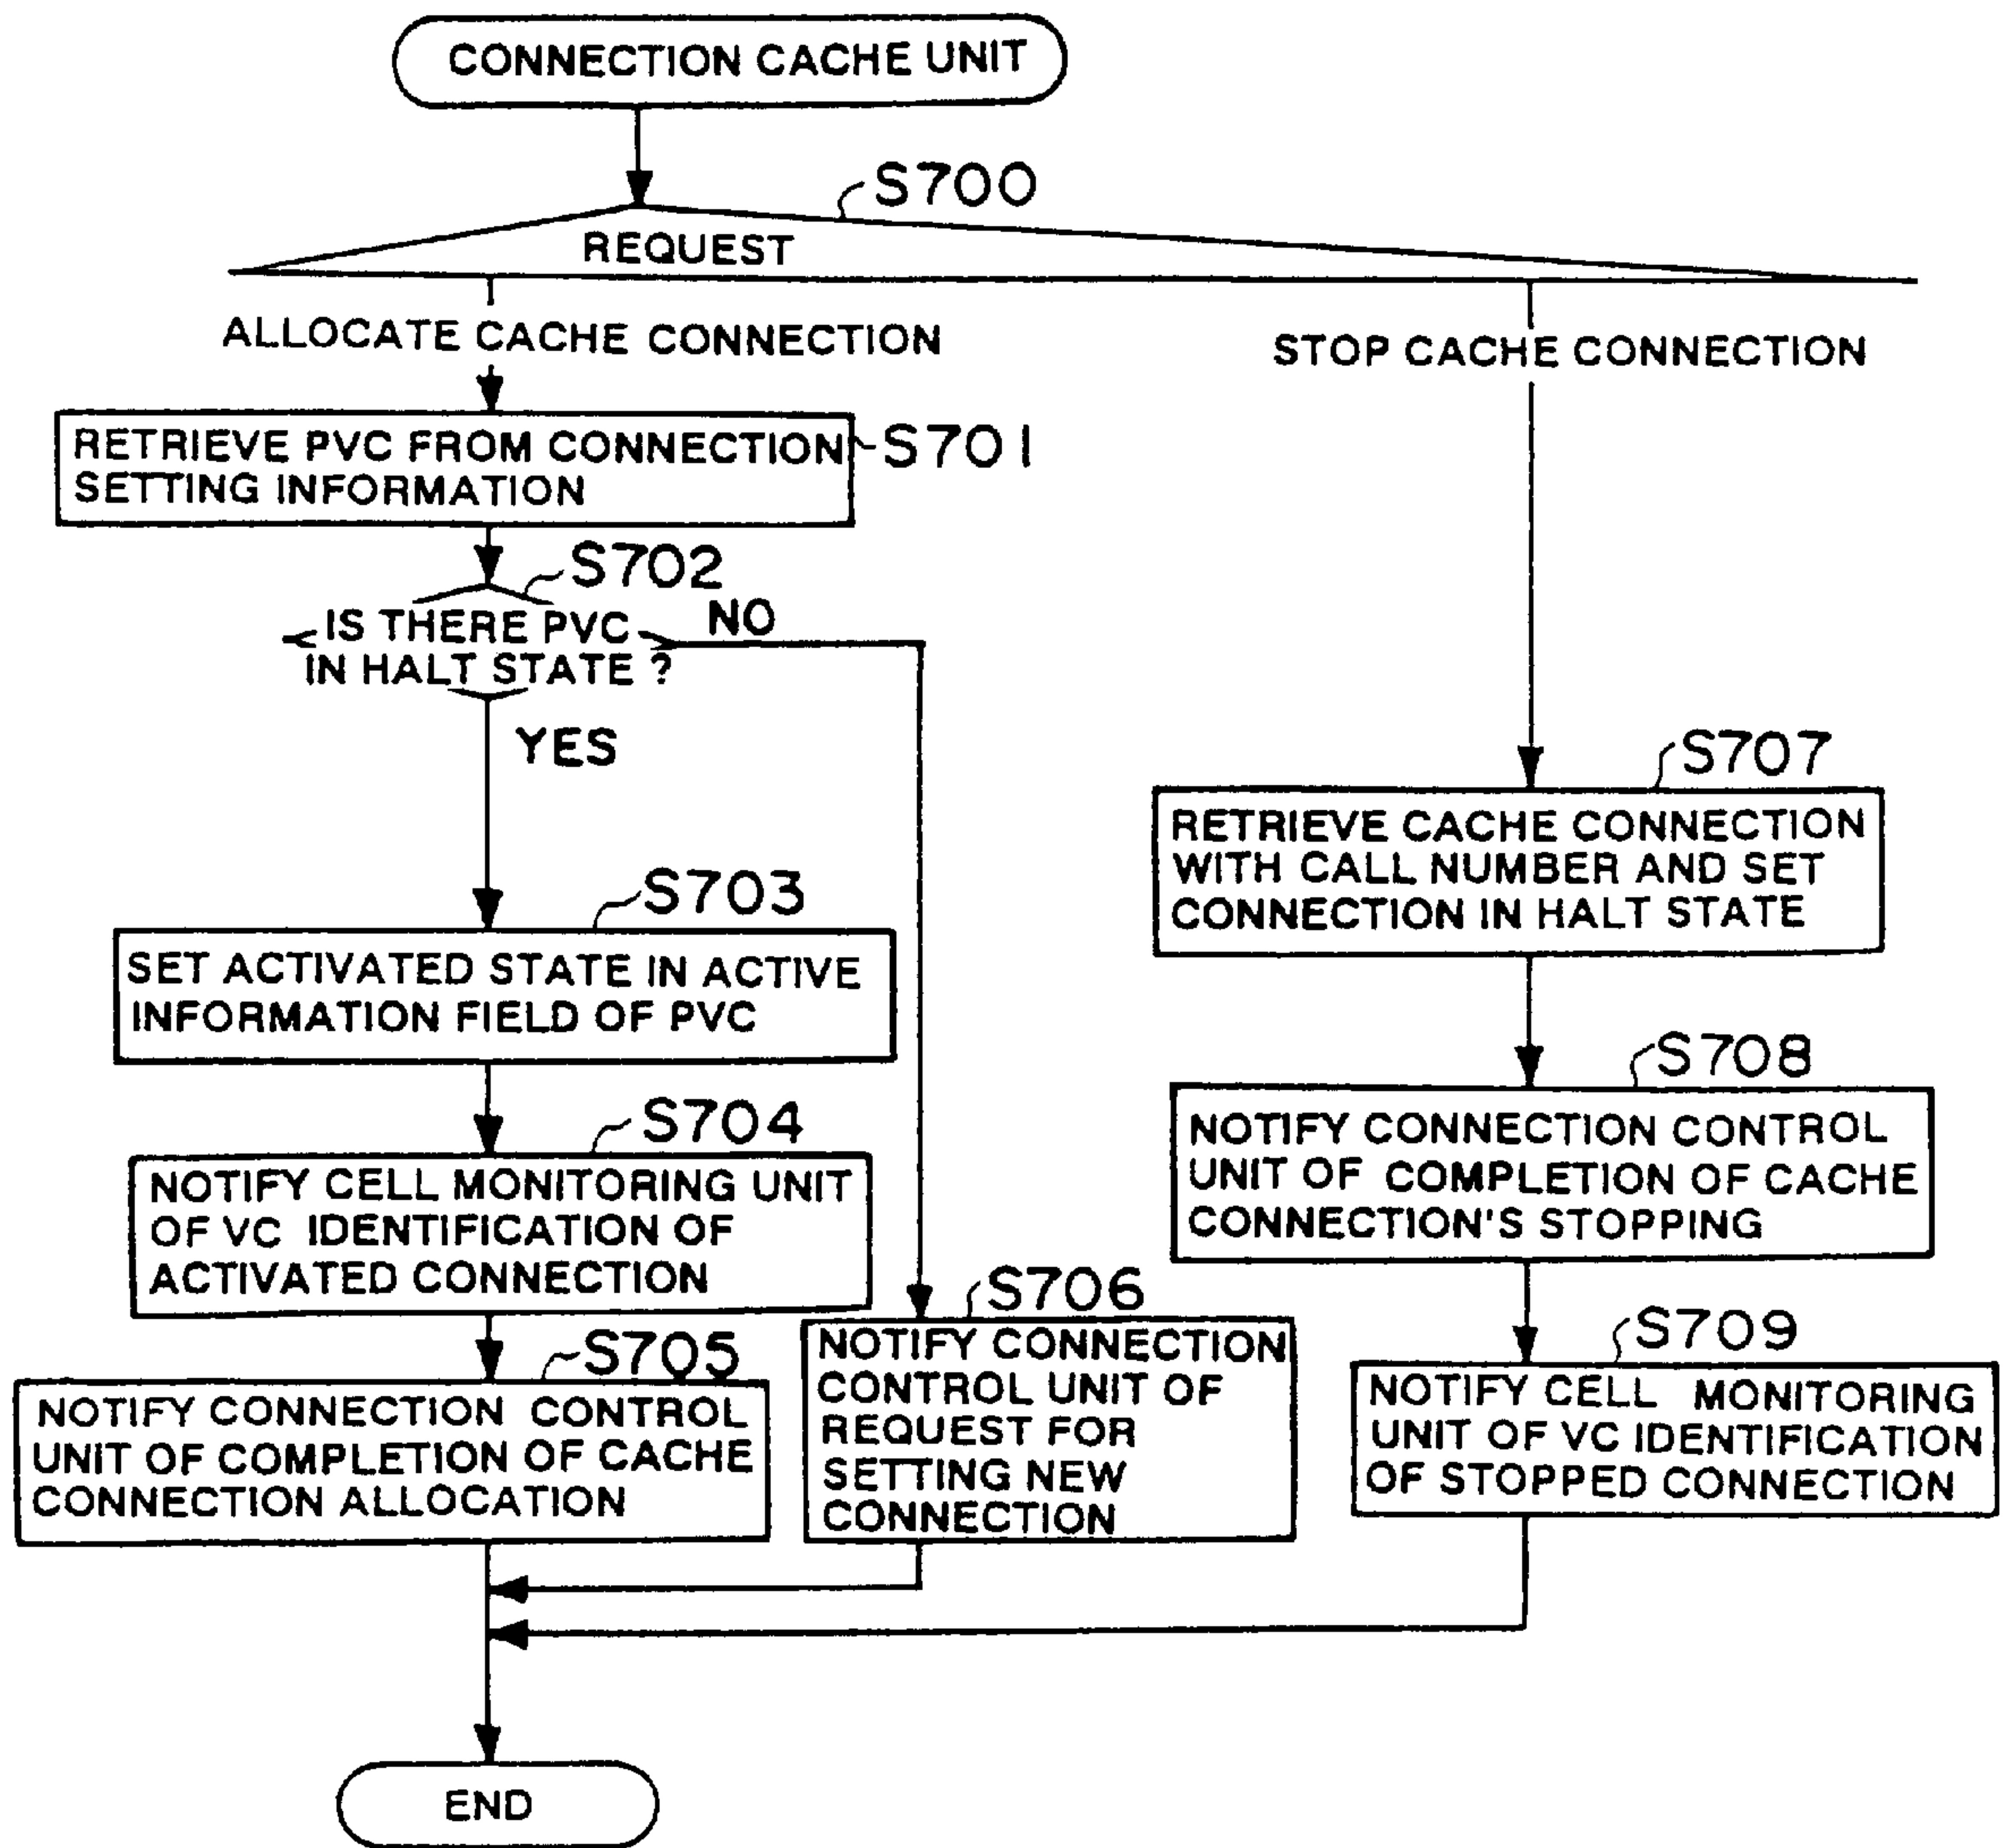 CONNECTION CACHE UNIT
S700
REQUEST
ALLOCATE CACHE CONNECTION
STOP CACHE CONNECTION
RETRIEVE PVC FROM CONNECTION
SETTING INFORMATION
S701
S702
IS THERE PVC
IN HALT STATE ?
NO
YES
S703
SET ACTIVATED STATE IN ACTIVE
INFORMATION FIELD OF PVC
S704
NOTIFY CELL MONITORING UNIT
OF VC IDENTIFICATION OF
ACTIVATED CONNECTION
S705
NOTIFY CONNECTION CONTROL
UNIT OF COMPLETION OF CACHE
CONNECTION ALLOCATION
S706
NOTIFY CONNECTION
CONTROL UNIT OF
REQUEST FOR
SETTING NEW
CONNECTION
S707
RETRIEVE CACHE CONNECTION
WITH CALL NUMBER AND SET
CONNECTION IN HALT STATE
S708
NOTIFY CONNECTION CONTROL
UNIT OF COMPLETION OF CACHE
CONNECTION'S STOPPING
S709
NOTIFY CELL MONITORING
UNIT OF VC IDENTIFICATION
OF STOPPED CONNECTION
END